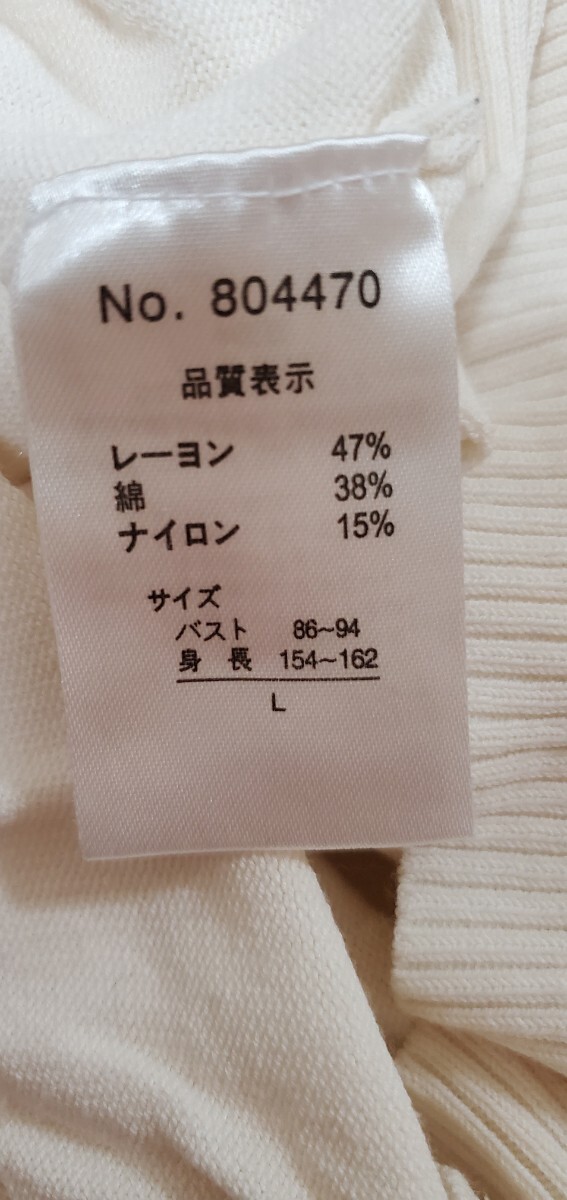 No. 804470
品質表示
レーヨン 47%
綿 38%
ナイロン 15%
サイズ
バスト 86~94
身 長 154~162
L